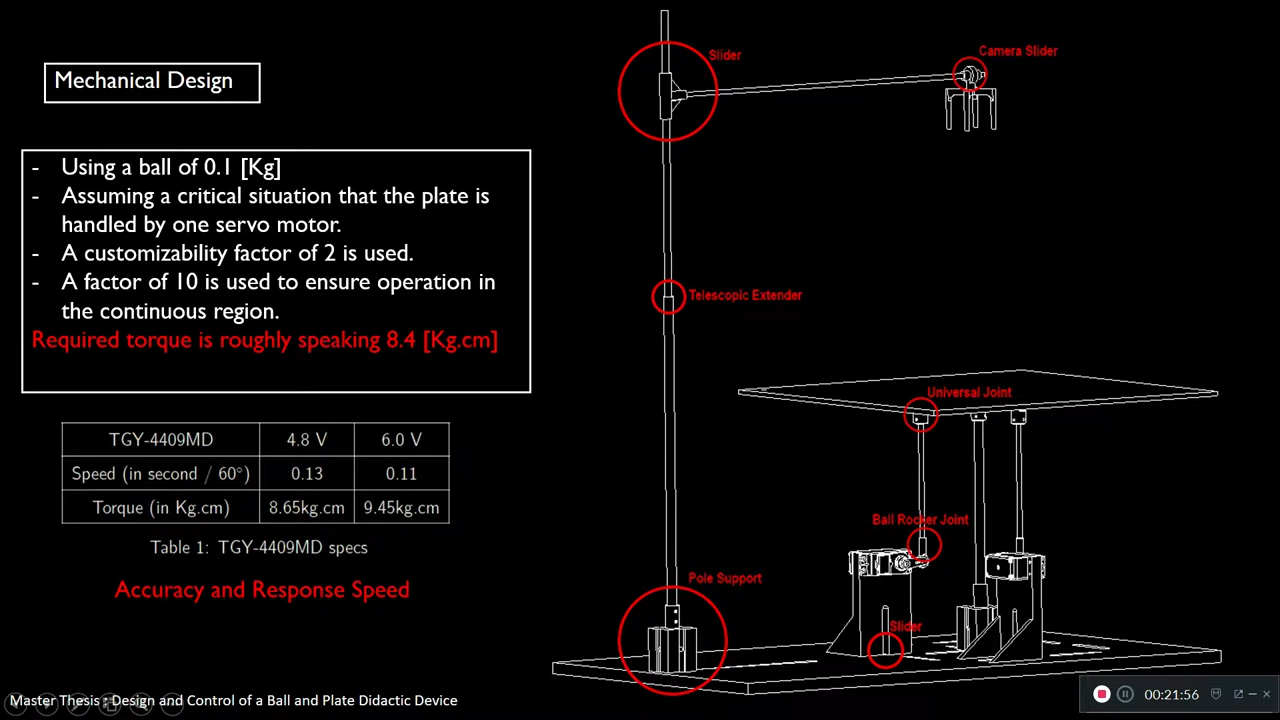 Mechanical Design
- Using a ball of 0.1 [Kg]
- Assuming a critical situation that the plate is
handled by one servo motor.
- A customizability factor of 2 is used.
- A factor of 10 is used to ensure operation in
the continuous region.
Required torque is roughly speaking 8.4 [Kg.cm]
TGY-4409MD 4.8 V 6.0 V
Speed (in second / 60°) 0.13 0.11
Torque (in Kg.cm) 8.65kg.cm 9.45kg.cm
Table 1: TGY-4409MD specs
Accuracy and Response Speed
Slider
Camera Slider
Telescopic Extender
Universal Joint
Ball Rocker Joint
Pole Support
Slider
Master Thesis : Design and Control of a Ball and Plate Didactic Device
00:21:56